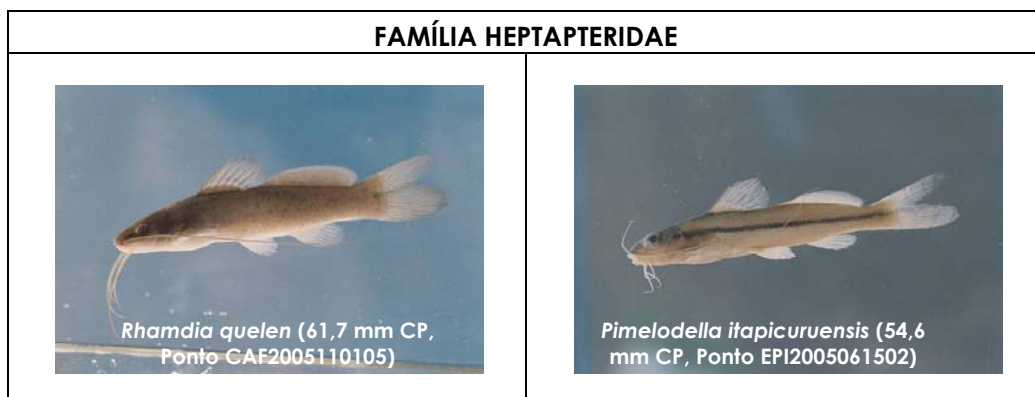 FAMÍLIA HEPTAPTERIDAE
Rhamdia quelen (61,7 mm CP,
Ponto CAF2005110105)
Pimelodella itapicuruensis (54,6
mm CP, Ponto EPI2005061502)